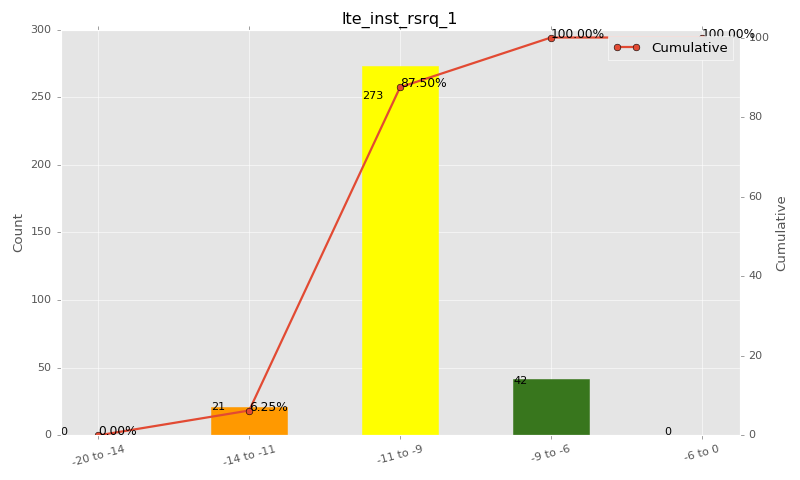 lte_inst_rsrq_1
300
250
200
150
100
50
0
Count
100
80
60
40
20
0
Cumulative
Cumulative
0
0.00%
21
6.25%
273
87.50%
42
100.00%
0
100.00%
-20 to -14
-14 to -11
-11 to -9
-9 to -6
-6 to 0